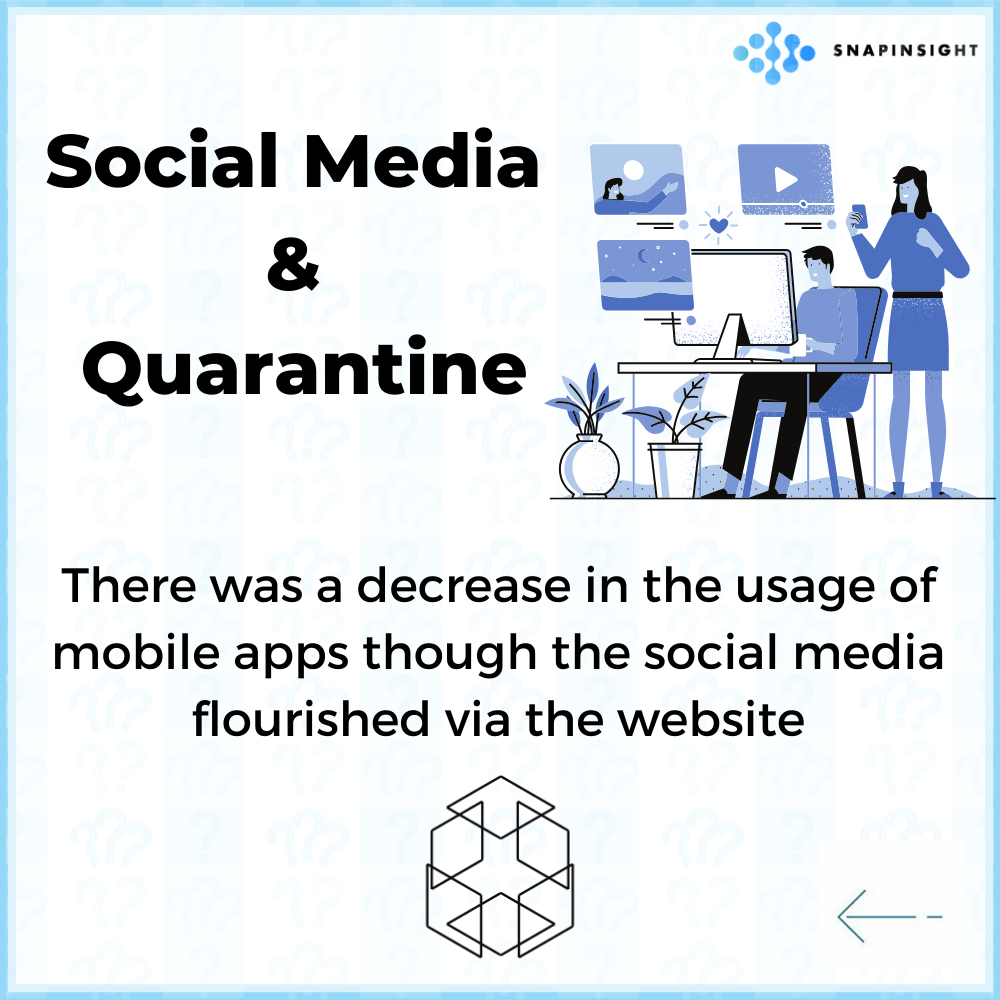 SNAPINSIGHT
Social Media
&
Quarantine
There was a decrease in the usage of
mobile apps though the social media
flourished via the website